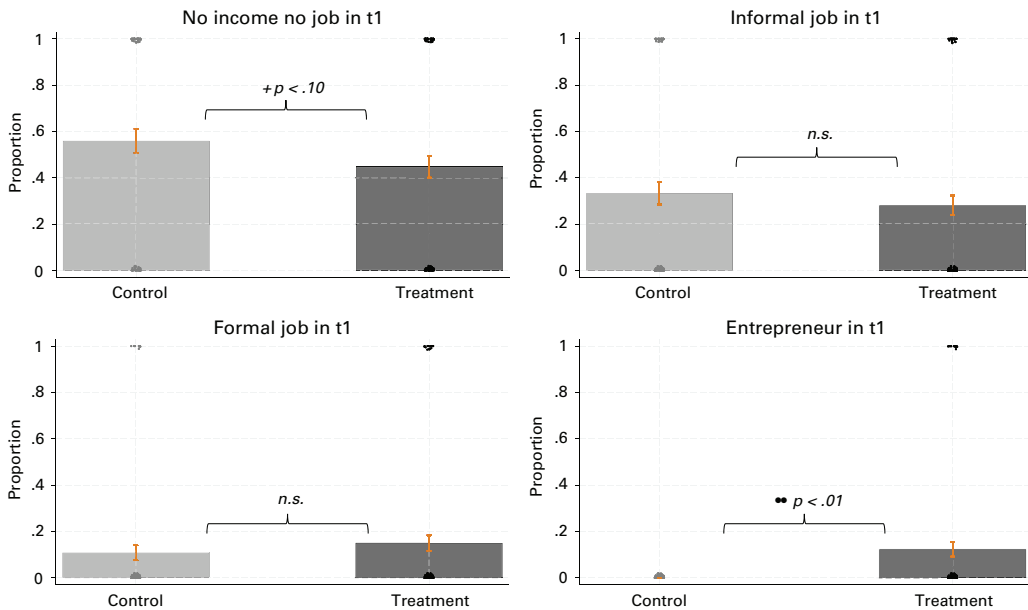 No income no job in t1
Proportion
1
.8
.6
.4
.2
0
+ p < .10
Control
Treatment
Informal job in t1
Proportion
1
.8
.6
.4
.2
0
n.s.
Control
Treatment
Formal job in t1
Proportion
1
.8
.6
.4
.2
0
n.s.
Control
Treatment
Entrepreneur in t1
Proportion
1
.8
.6
.4
.2
0
•• p < .01
Control
Treatment